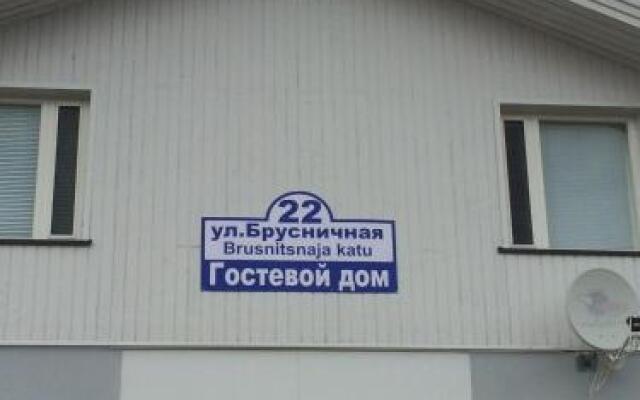 22
ул.Брусничная
Brusnitsnaja katu
Гостевой дом